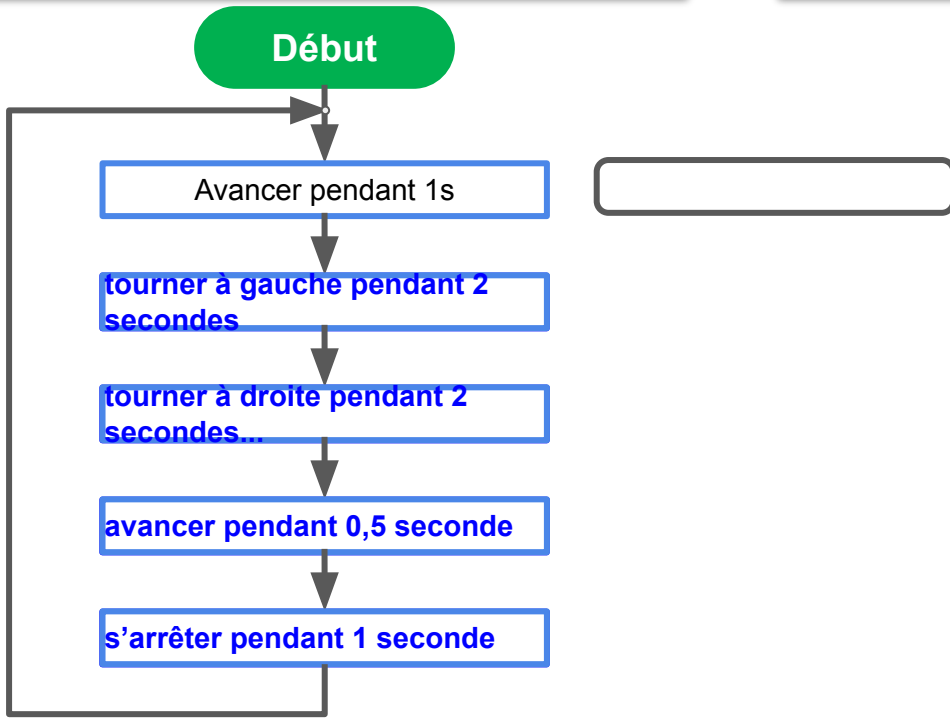 Début
Avancer pendant 1s
tourner à gauche pendant 2
secondes
tourner à droite pendant 2
secondes...
avancer pendant 0,5 seconde
s’arrêter pendant 1 seconde